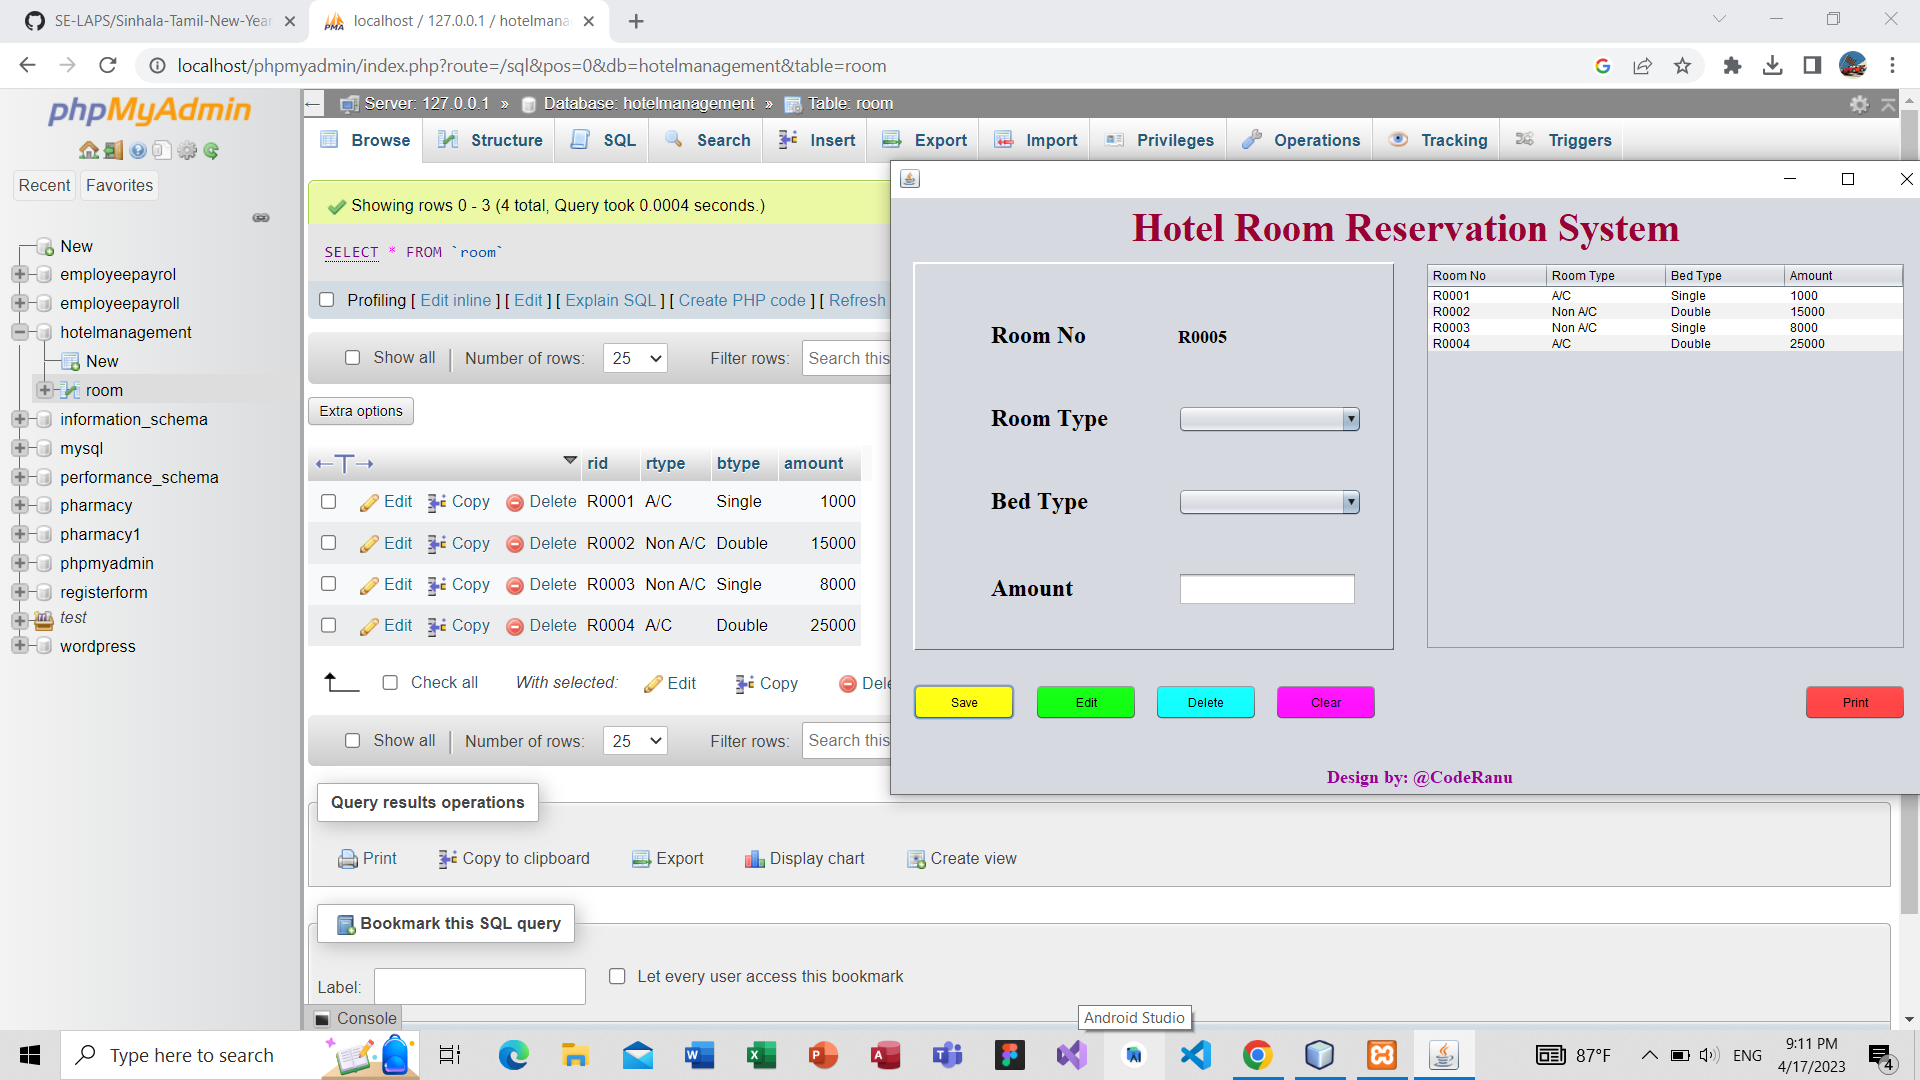 SE-LAPS/Sinhala-Tamil-New-Year
localhost / 127.0.0.1 / hotelmana
localhost/phpmyadmin/index.php?route=/sql&pos=0&db=hotelmanagement&table=room
phpMyAdmin
Recent Favorites
New
employeepayrol
employeepayroll
hotelmanagement
New
room
information_schema
mysql
performance_schema
pharmacy
pharmacy1
phpmyadmin
registerform
test
wordpress
Server: 127.0.0.1 » Database: hotelmanagement » Table: room
Browse Structure SQL Search Insert Export Import Privileges Operations Tracking Triggers
Showing rows 0 - 3 (4 total, Query took 0.0004 seconds.)
SELECT * FROM `room`
Profiling [ Edit inline ] [ Edit ] [ Explain SQL ] [ Create PHP code ] [ Refresh
Show all Number of rows: 25 Filter rows: Search this
Extra options
rid rtype btype amount
Edit Copy Delete R0001 A/C Single 1000
Edit Copy Delete R0002 Non A/C Double 15000
Edit Copy Delete R0003 Non A/C Single 8000
Edit Copy Delete R0004 A/C Double 25000
Check all With selected: Edit Copy Dele
Show all Number of rows: 25 Filter rows: Search this
Query results operations
Print Copy to clipboard Export Display chart Create view
Bookmark this SQL query
Label: Let every user access this bookmark
Console
Hotel Room Reservation System
Room No R0005
Room Type
Bed Type
Amount
Room No Room Type Bed Type Amount
R0001 A/C Single 1000
R0002 Non A/C Double 15000
R0003 Non A/C Single 8000
R0004 A/C Double 25000
Save Edit Delete Clear Print
Design by: @CodeRanu
Android Studio
Type here to search
87°F
ENG
9:11 PM
4/17/2023
4